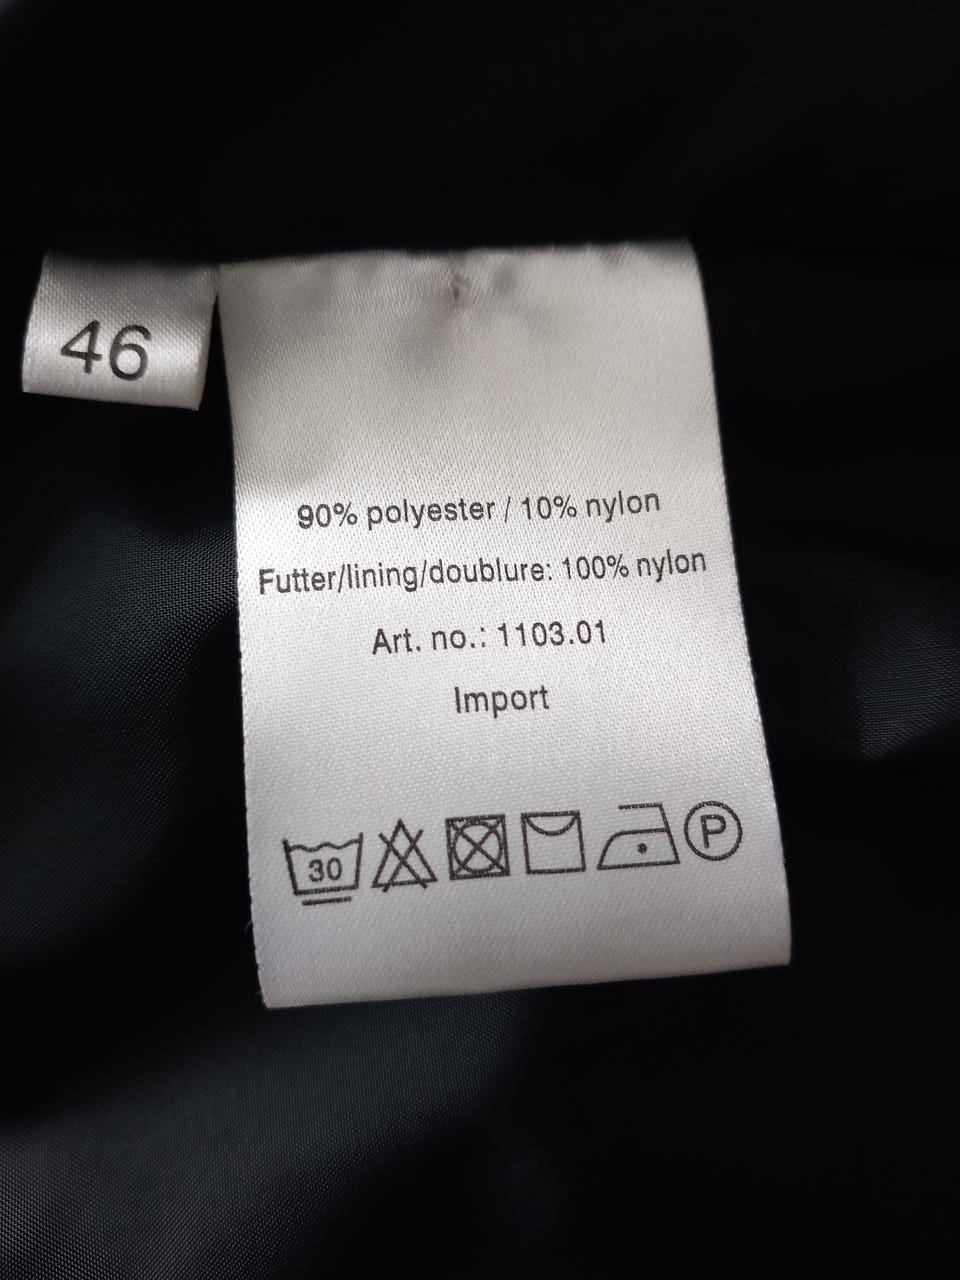 46
90% polyester / 10% nylon
Futter/lining/doublure: 100% nylon
Art. no.: 1103.01
Import
30
P